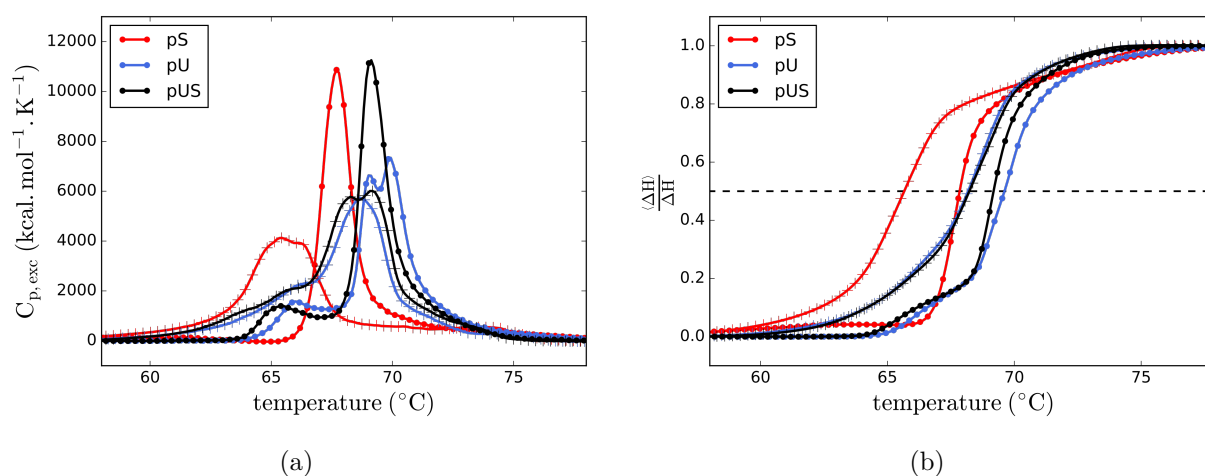 12000
10000
8000
6000
4000
2000
0
C_{p,exc} (kcal. mol^{-1}. K^{-1})
pS
pU
pUS
60 65 70 75
temperature (°C)
(a)
1.0
0.8
0.6
0.4
0.2
0.0
⟨ΔH⟩/ΔH
pS
pU
pUS
60 65 70 75
temperature (°C)
(b)